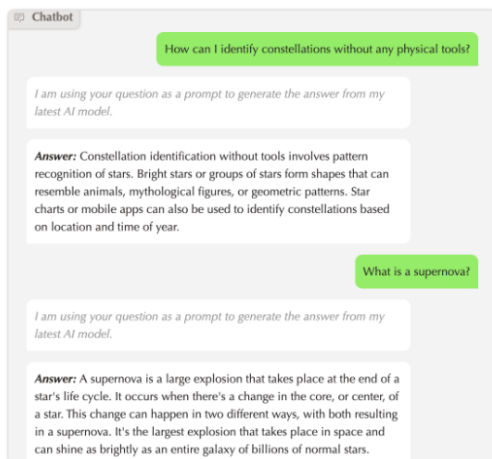 Chatbot
How can I identify constellations without any physical tools?
I am using your question as a prompt to generate the answer from my
latest AI model.
Answer: Constellation identification without tools involves pattern
recognition of stars. Bright stars or groups of stars form shapes that can
resemble animals, mythological figures, or geometric patterns. Star
charts or mobile apps can also be used to identify constellations based
on location and time of year.
What is a supernova?
I am using your question as a prompt to generate the answer from my
latest AI model.
Answer: A supernova is a large explosion that takes place at the end of a
star's life cycle. It occurs when there's a change in the core, or center, of
a star. This change can happen in two different ways, with both resulting
in a supernova. It's the largest explosion that takes place in space and
can shine as brightly as an entire galaxy of billions of normal stars.